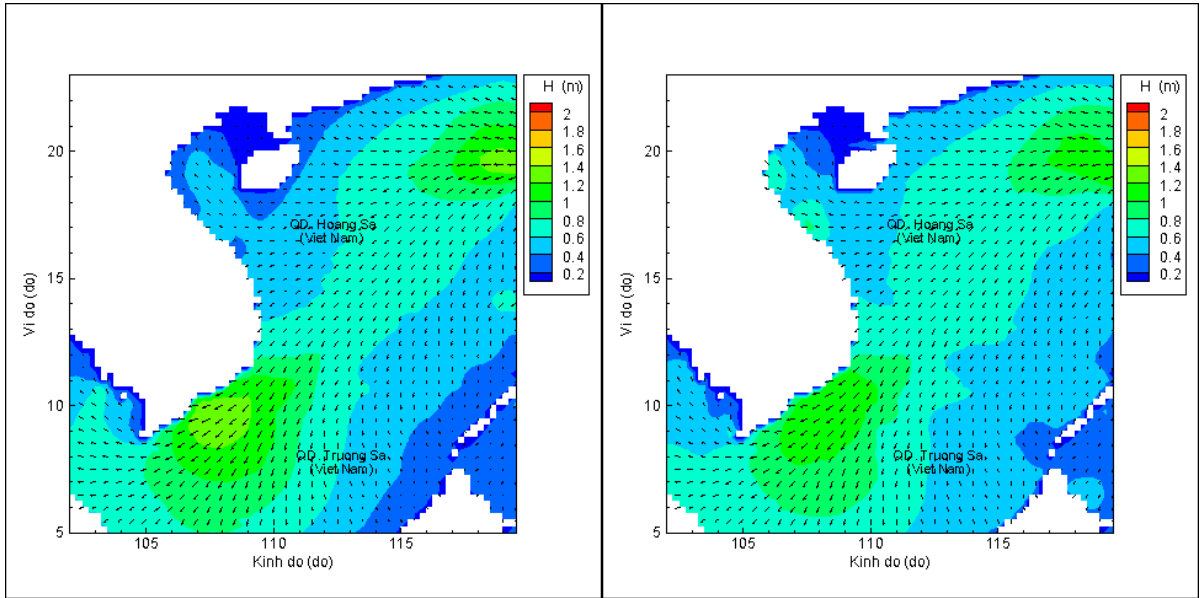 H (m)
2
1.8
1.6
1.4
1.2
1
0.8
0.6
0.4
0.2
20
15
10
5
Vi do (do)
QD. Hoang Sa
(Viet Nam)
QD. Truong Sa
(Viet Nam)
105
110
115
Kinh do (do)
H (m)
2
1.8
1.6
1.4
1.2
1
0.8
0.6
0.4
0.2
20
15
10
5
Vi do (do)
QD. Hoang Sa
(Viet Nam)
QD. Truong Sa
(Viet Nam)
105
110
115
Kinh do (do)